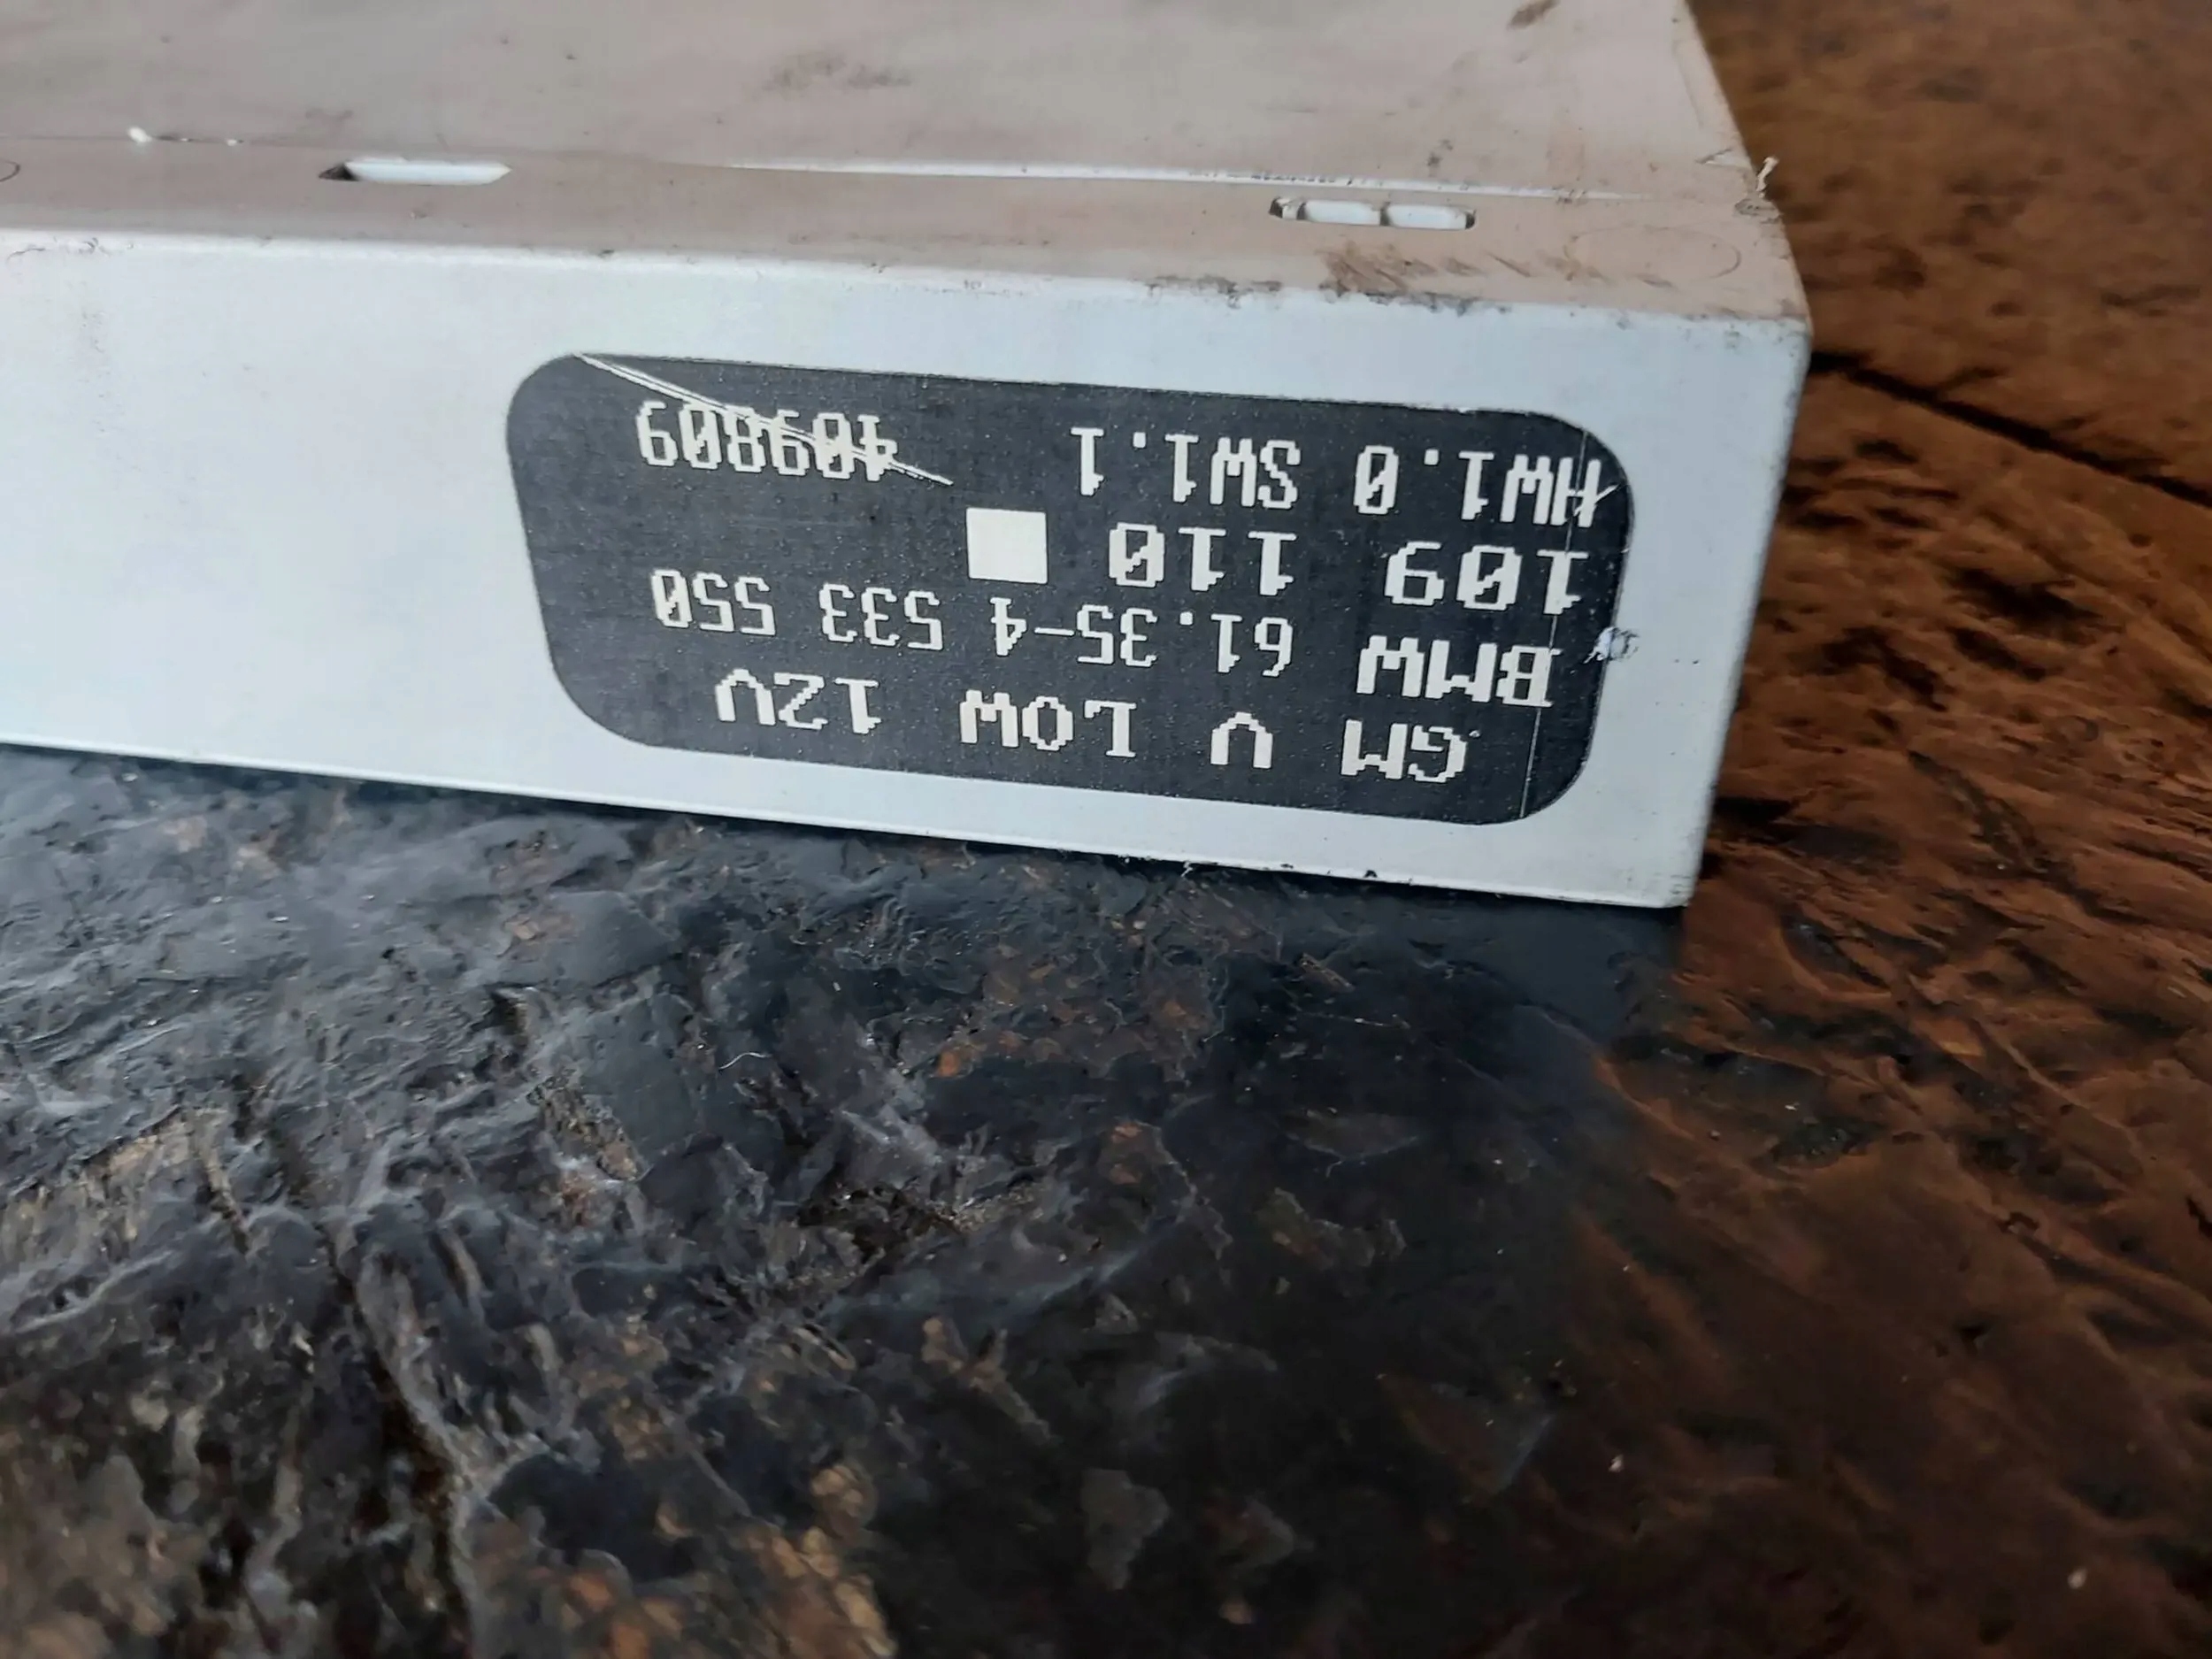 GM V LOW 12V
BMW 61.35-4 533 550
109 110
HW1.0 SW1.1 409809